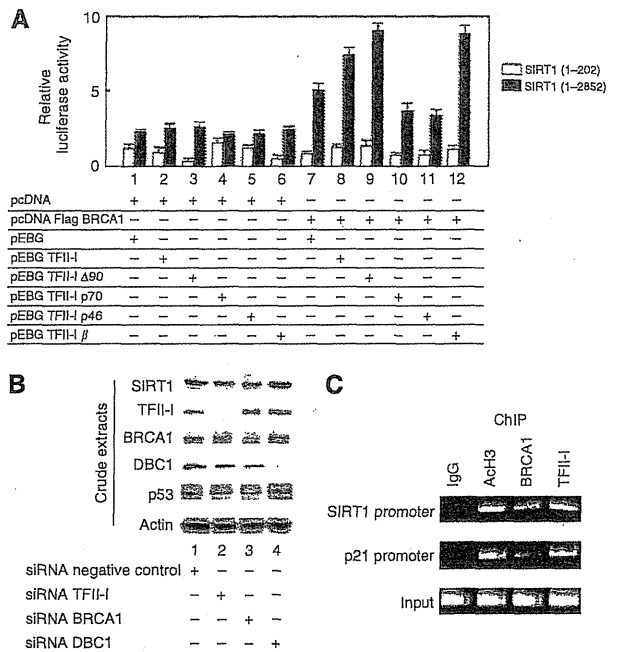 A
10
5
0
Relative
luciferase activity
SIRT1 (1–202)
SIRT1 (1–2852)
1 2 3 4 5 6 7 8 9 10 11 12
pcDNA + + + + + + – – – – – –
pcDNA Flag BRCA1 – – – – – – + + + + + +
pEBG + – – – – – + – – – – –
pEBG TFII-I – + – – – – – + – – – –
pEBG TFII-I Δ90 – – + – – – – – + – – –
pEBG TFII-I p70 – – – + – – – – – + – –
pEBG TFII-I p46 – – – – + – – – – – + –
pEBG TFII-I β – – – – – + – – – – – +
B
Crude extracts
SIRT1
TFII-I
BRCA1
DBC1
p53
Actin
1 2 3 4
siRNA negative control + – – –
siRNA TFII-I – + – –
siRNA BRCA1 – – + –
siRNA DBC1 – – – +
C
ChIP
IgG AcH3 BRCA1 TFII-I
SIRT1 promoter
p21 promoter
Input